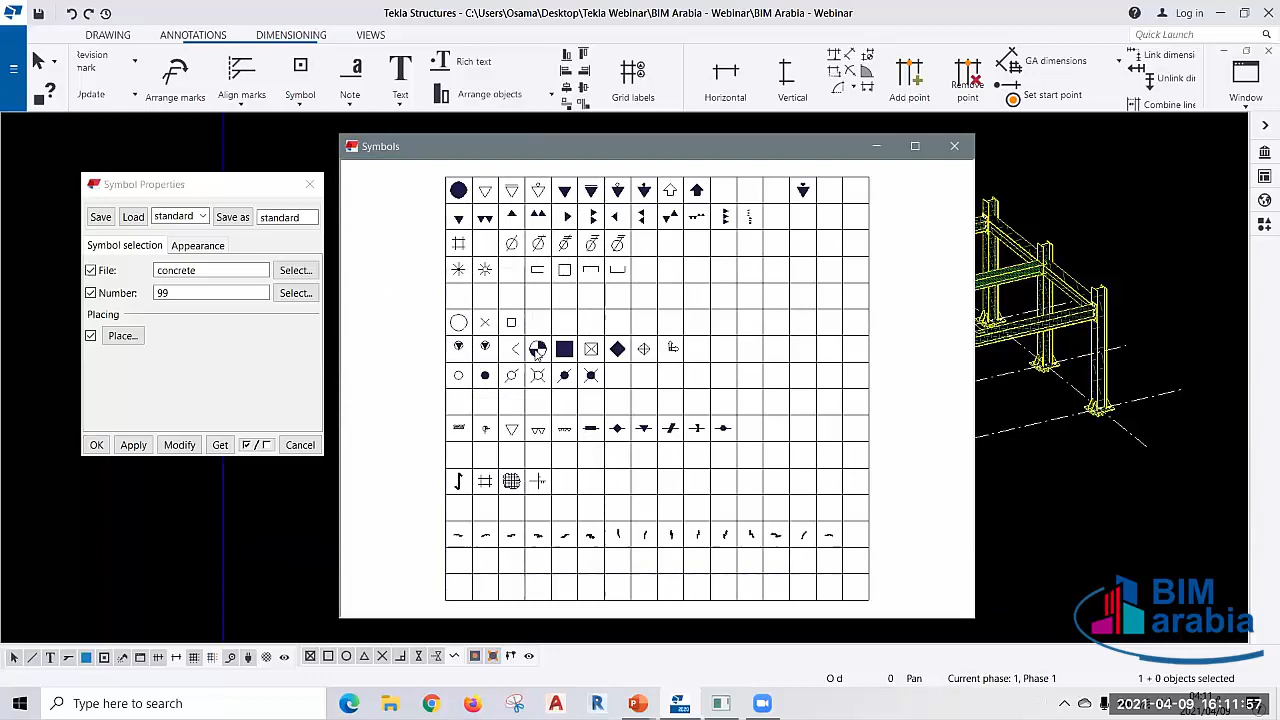 Tekla Structures - C:\Users\Osama\Desktop\Tekla Webinar\BIM Arabia - Webinar\BIM Arabia - Webinar
Log in
DRAWING
ANNOTATIONS
DIMENSIONING
VIEWS
Quick Launch
Revision
mark
Update
Arrange marks
Align marks
Symbol
Note
Text
Rich text
Arrange objects
Grid labels
Horizontal
Vertical
GA dimensions
Add point
Remove
point
Set start point
Link dimensi
Unlink dir
Combine line
Window
Symbols
Symbol Properties
Save
Load
standard
Save as
standard
Symbol selection
Appearance
File:
concrete
Select...
Number:
99
Select...
Placing
Place...
OK
Apply
Modify
Get
Cancel
BIM
arabia
O d
0
Pan
Current phase: 1, Phase 1
1 + 0 objects selected
Type here to search
2021-04-09 16:11:57